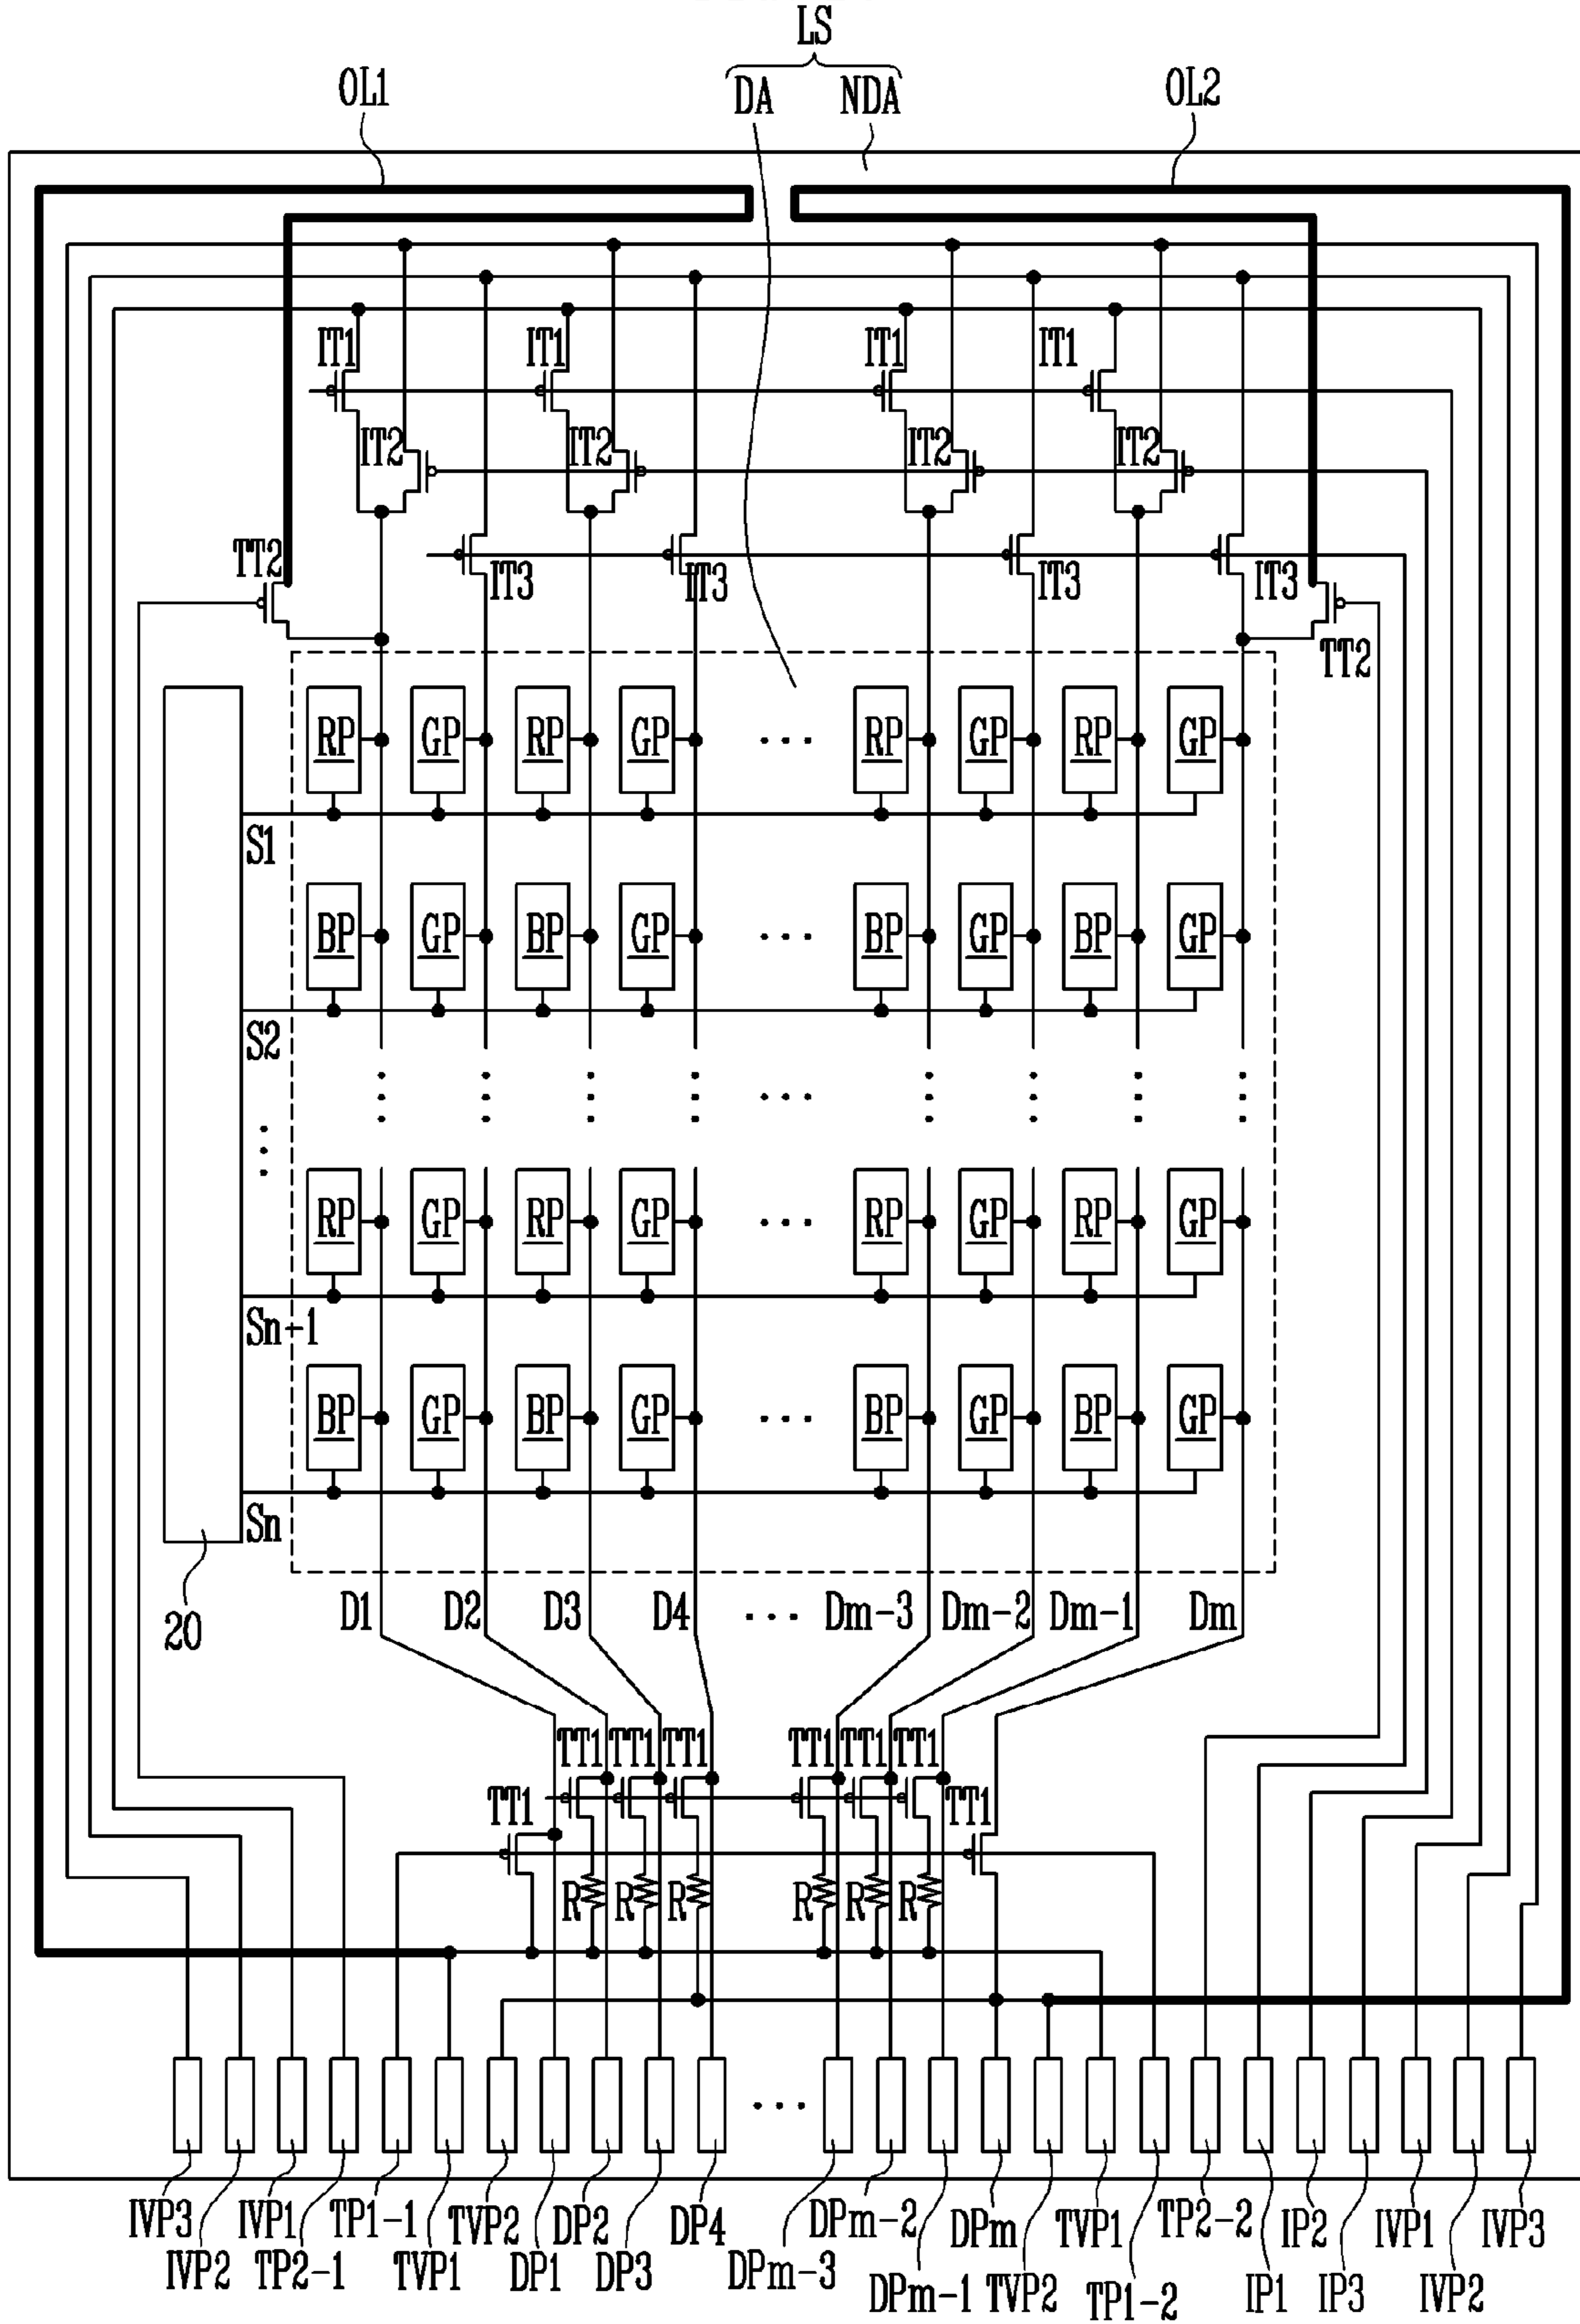 LS
DA NDA
OL1 OL2
IT1 IT1 IT1 IT1
IT2 IT2 IT2 IT2
TT2 IT3 IT3 IT3 IT3
TT2
RP GP RP GP ... RP GP RP GP
S1
BP GP BP GP ... BP GP BP GP
S2
RP GP RP GP ... RP GP RP GP
Sn-1
BP GP BP GP ... BP GP BP GP
Sn
20
D1 D2 D3 D4 ... Dm-3 Dm-2 Dm-1 Dm
TT1 TT1 TT1 TT1 TT1 TT1
TT1 TT1
R R R R R R
IVP3 IVP1 TP1-1 TVP2 DP2 DP4 DPm-2 DPm TVP1 TP2-2 IP2 IVP1 IVP3
IVP2 TP2-1 TVP1 DP1 DP3 DPm-3 DPm-1 TVP2 TP1-2 IP1 IP3 IVP2